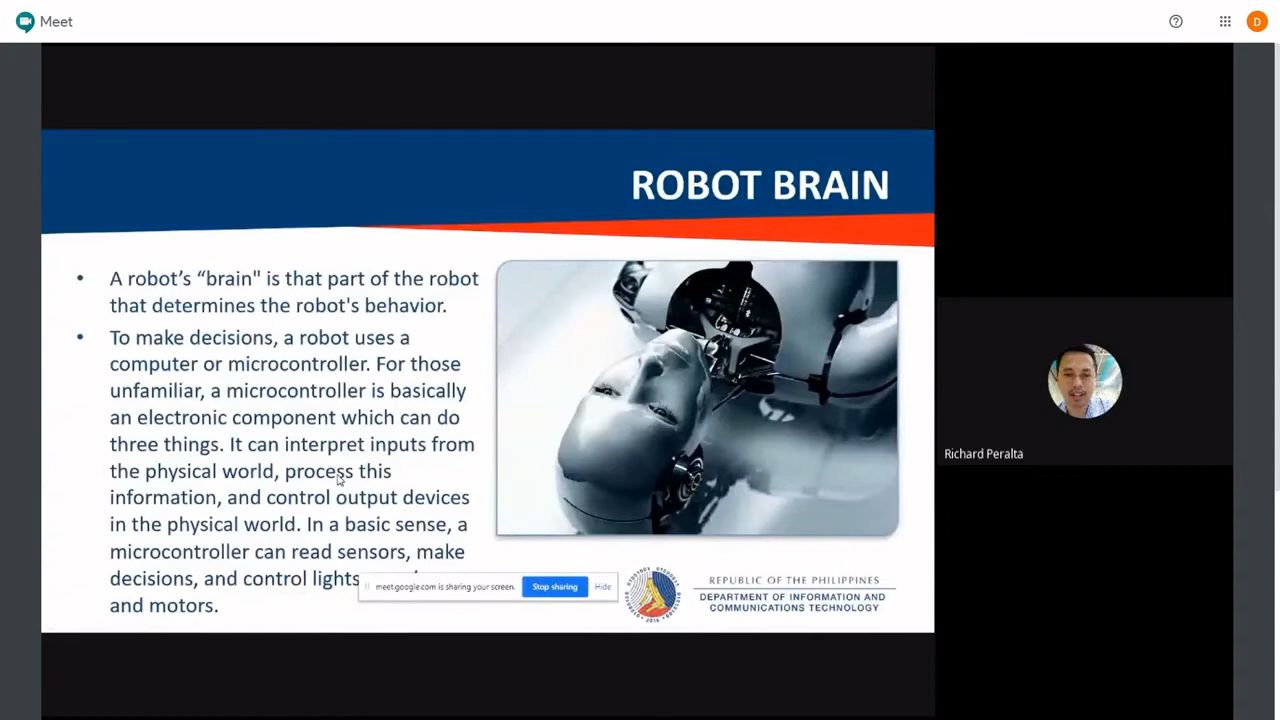 Meet
D
ROBOT BRAIN
• A robot's “brain" is that part of the robot
that determines the robot's behavior.
• To make decisions, a robot uses a
computer or microcontroller. For those
unfamiliar, a microcontroller is basically
an electronic component which can do
three things. It can interpret inputs from
the physical world, process this
information, and control output devices
in the physical world. In a basic sense, a
microcontroller can read sensors, make
decisions, and control lights
and motors.
meet.google.com is sharing your screen.
Stop sharing
Hide
2016
REPUBLIC OF THE PHILIPPINES
DEPARTMENT OF INFORMATION AND
COMMUNICATIONS TECHNOLOGY
Richard Peralta